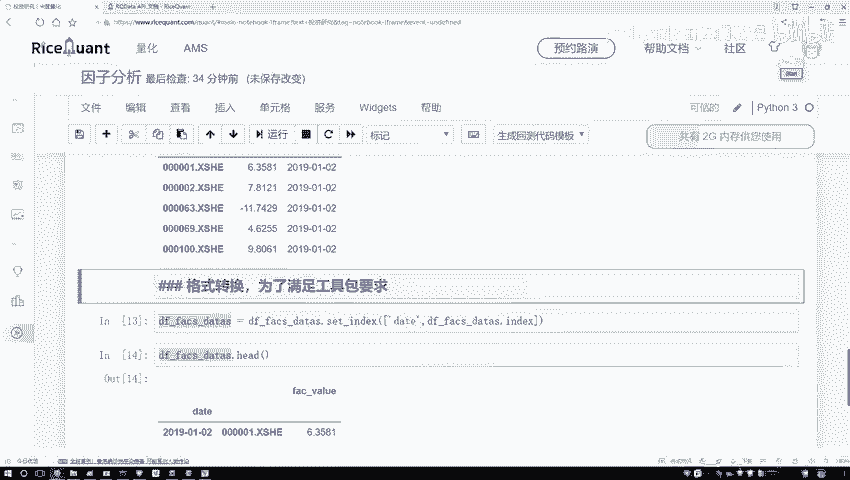 RQData API 文档 - RiceQuant
RiceQuant 量化 AMS 预约路演 帮助文档 社区
因子分析 最后检查: 34 分钟前 (未保存改变)
文件 编辑 查看 插入 单元格 服务 Widgets 帮助 可信的 Python 3
运行 标记 生成回测代码模板 共有 2G 内存供您使用
000001.XSHE 6.3581 2019-01-02
000002.XSHE 7.8121 2019-01-02
000063.XSHE -11.7429 2019-01-02
000069.XSHE 4.6255 2019-01-02
000100.XSHE 9.8061 2019-01-02
### 格式转换，为了满足工具包要求
In [13]: df_facs_datas = df_facs_datas.set_index(['date',df_facs_datas.index])
In [14]: df_facs_datas.head()
Out[14]:
fac_value
date
2019-01-02 000001.XSHE 6.3581